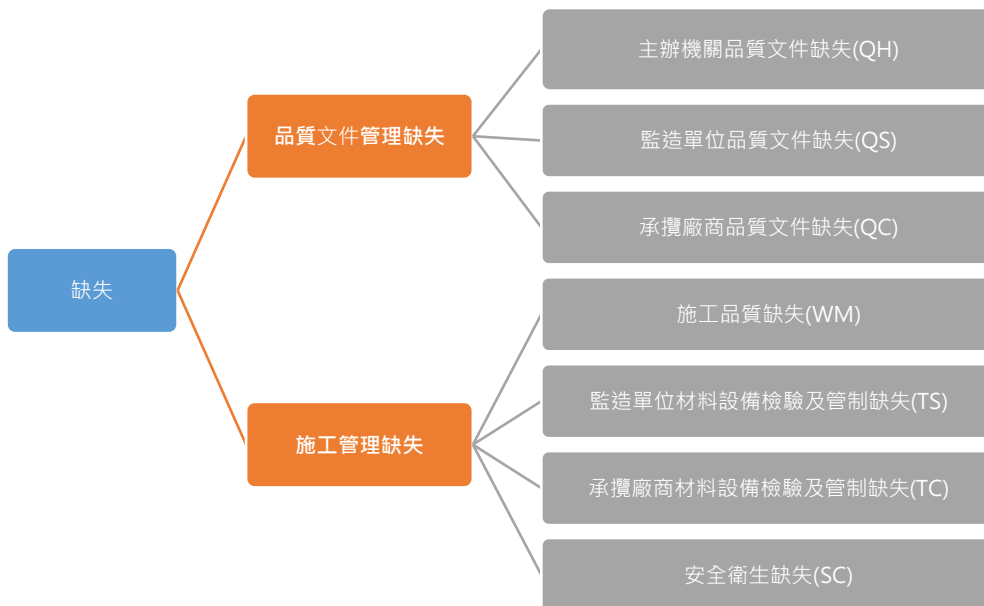 主辦機關品質文件缺失(QH)
品質文件管理缺失
監造單位品質文件缺失(QS)
承攬廠商品質文件缺失(QC)
缺失
施工品質缺失(WM)
監造單位材料設備檢驗及管制缺失(TS)
施工管理缺失
承攬廠商材料設備檢驗及管制缺失(TC)
安全衛生缺失(SC)